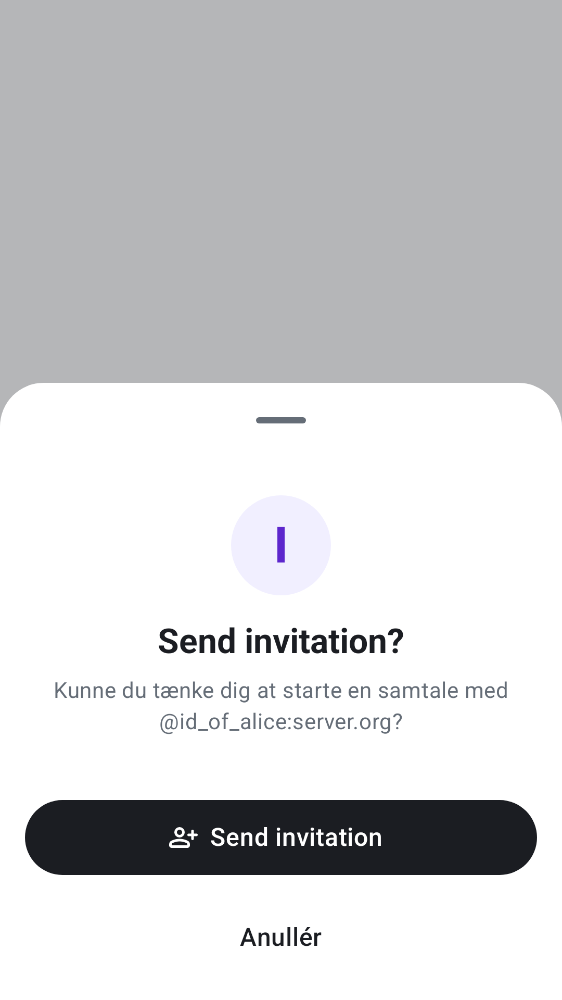 I
Send invitation?
Kunne du tænke dig at starte en samtale med
@id_of_alice:server.org?
Send invitation
Anullér